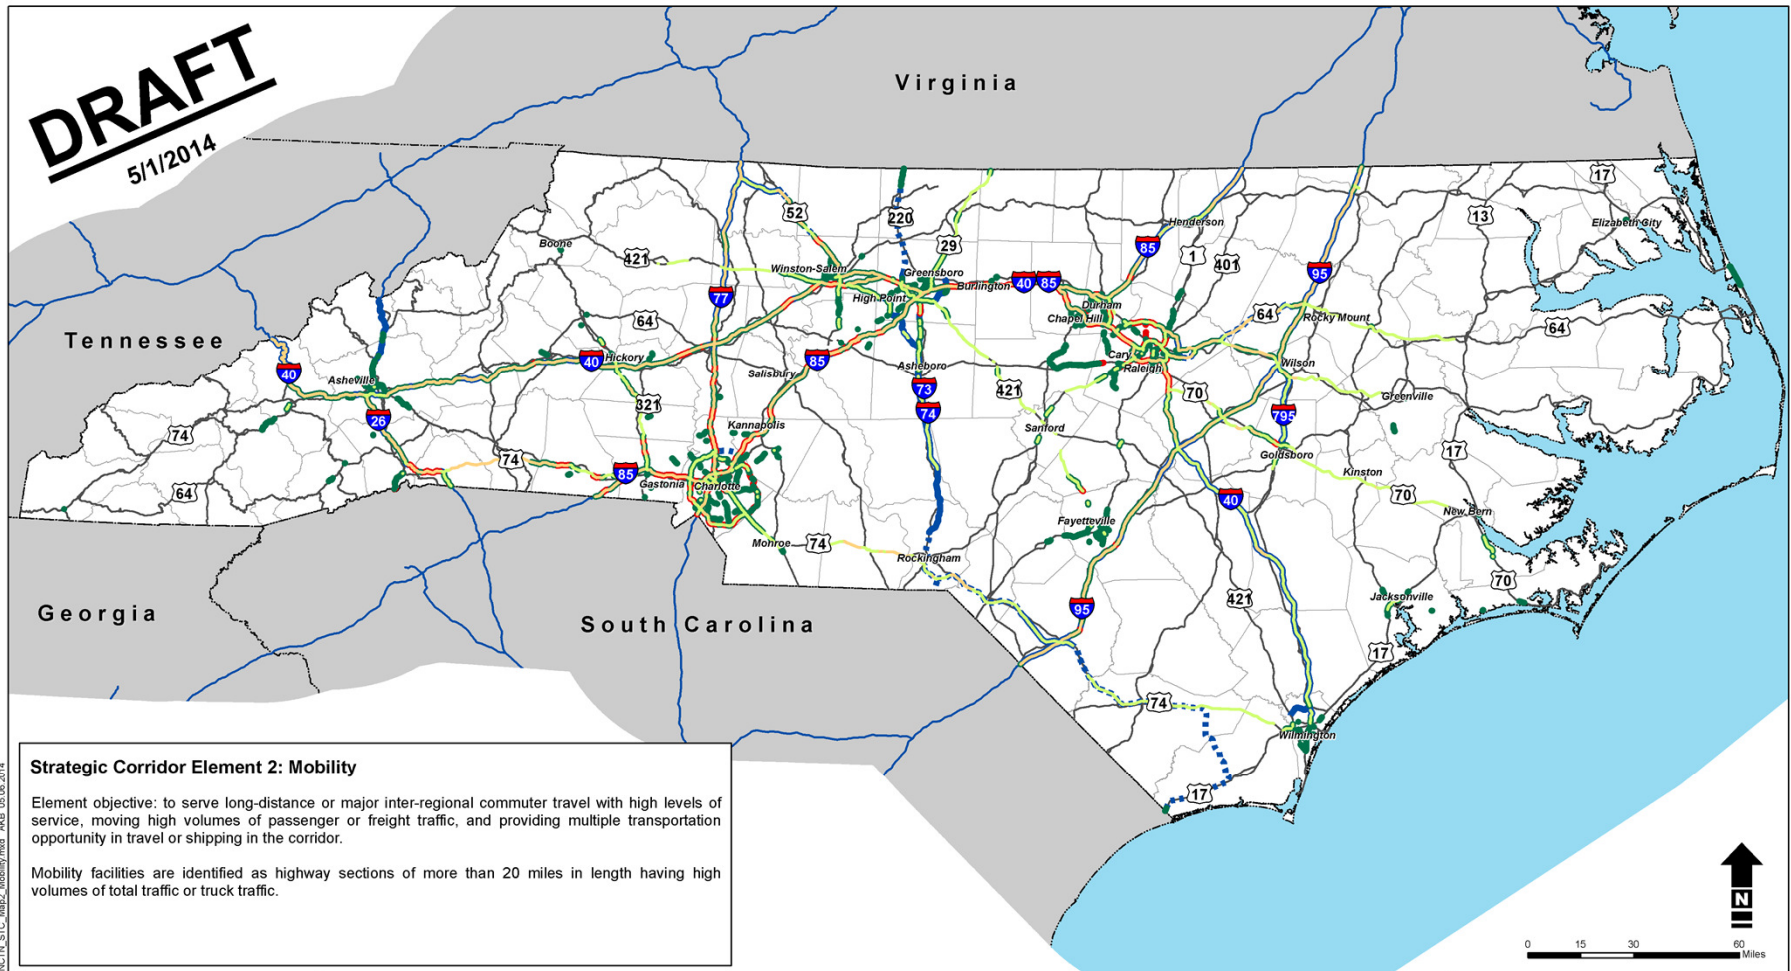 DRAFT
5/1/2014
Virginia
Tennessee
Georgia
South Carolina
17
13
Elizabeth City
52
220
Henderson
29
85
1
401
95
Boone
421
Winston-Salem
Greensboro
77
High Point
Burlington
40
85
Durham
Chapel Hill
64
Rocky Mount
64
64
40
Hickory
Cary
Raleigh
Wilson
40
Asheville
Salisbury
85
Asheboro
73
421
70
Greenville
26
321
74
795
74
Kannapolis
Sanford
Goldsboro
17
74
85
Gastonia
Charlotte
Kinston
64
40
70
New Bern
Fayetteville
Monroe
74
Rockingham
70
95
421
Jacksonville
17
74
Wilmington
17
Strategic Corridor Element 2: Mobility
Element objective: to serve long-distance or major inter-regional commuter travel with high levels of
service, moving high volumes of passenger or freight traffic, and providing multiple transportation
opportunity in travel or shipping in the corridor.
Mobility facilities are identified as highway sections of more than 20 miles in length having high
volumes of total traffic or truck traffic.
N
0 15 30 60
Miles
NCTN_STC_Map2_Mobility.mxd AKB 05.06.2014